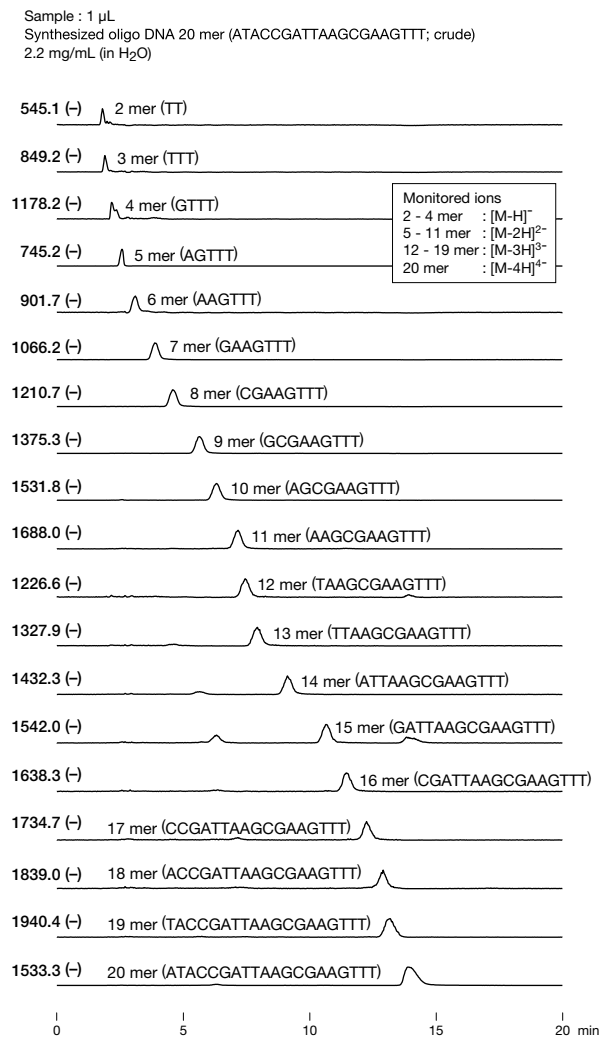 Sample : 1 µL
Synthesized oligo DNA 20 mer (ATACCGATTAAGCGAAGTTT; crude)
2.2 mg/mL (in H₂O)
545.1 (–) 2 mer (TT)
849.2 (–) 3 mer (TTT)
1178.2 (–) 4 mer (GTTT)
Monitored ions
2 - 4 mer : [M-H]⁻
5 - 11 mer : [M-2H]²⁻
12 - 19 mer : [M-3H]³⁻
20 mer : [M-4H]⁴⁻
745.2 (–) 5 mer (AGTTT)
901.7 (–) 6 mer (AAGTTT)
1066.2 (–) 7 mer (GAAGTTT)
1210.7 (–) 8 mer (CGAAGTTT)
1375.3 (–) 9 mer (GCGAAGTTT)
1531.8 (–) 10 mer (AGCGAAGTTT)
1688.0 (–) 11 mer (AAGCGAAGTTT)
1226.6 (–) 12 mer (TAAGCGAAGTTT)
1327.9 (–) 13 mer (TTAAGCGAAGTTT)
1432.3 (–) 14 mer (ATTAAGCGAAGTTT)
1542.0 (–) 15 mer (GATTAAGCGAAGTTT)
1638.3 (–) 16 mer (CGATTAAGCGAAGTTT)
1734.7 (–) 17 mer (CCGATTAAGCGAAGTTT)
1839.0 (–) 18 mer (ACCGATTAAGCGAAGTTT)
1940.4 (–) 19 mer (TACCGATTAAGCGAAGTTT)
1533.3 (–) 20 mer (ATACCGATTAAGCGAAGTTT)
0 5 10 15 20 min